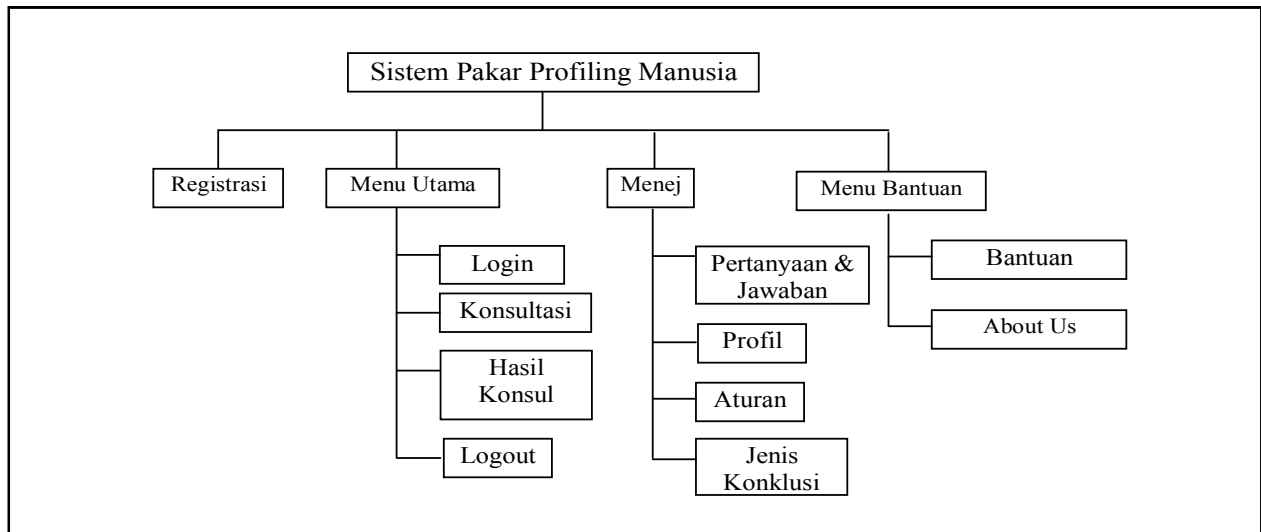 Sistem Pakar Profiling Manusia
Registrasi
Menu Utama
Menej
Menu Bantuan
Login
Konsultasi
Hasil
Konsul
Logout
Pertanyaan &
Jawaban
Profil
Aturan
Jenis
Konklusi
Bantuan
About Us